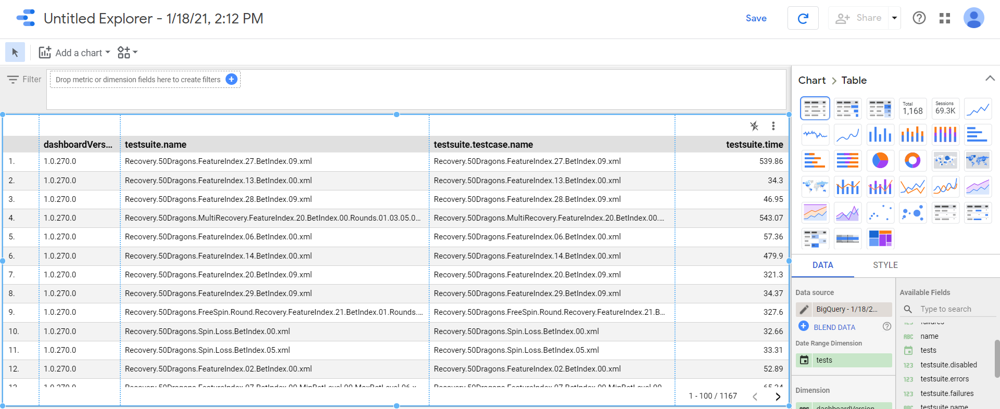 Untitled Explorer - 1/18/21, 2:12 PM
Save
Share
Add a chart
Filter
Drop metric or dimension fields here to create filters
dashboardVers... testsuite.name testsuite.testcase.name testsuite.time
1. 1.0.270.0 Recovery.50Dragons.FeatureIndex.27.BetIndex.09.xml Recovery.50Dragons.FeatureIndex.27.BetIndex.09.xml 539.86
2. 1.0.270.0 Recovery.50Dragons.FeatureIndex.13.BetIndex.00.xml Recovery.50Dragons.FeatureIndex.13.BetIndex.00.xml 34.3
3. 1.0.270.0 Recovery.50Dragons.FeatureIndex.28.BetIndex.09.xml Recovery.50Dragons.FeatureIndex.28.BetIndex.09.xml 46.95
4. 1.0.270.0 Recovery.50Dragons.MultiRecovery.FeatureIndex.20.BetIndex.00.Rounds.01.03.05.0... Recovery.50Dragons.MultiRecovery.FeatureIndex.20.BetIndex.00.... 543.07
5. 1.0.270.0 Recovery.50Dragons.FeatureIndex.06.BetIndex.00.xml Recovery.50Dragons.FeatureIndex.06.BetIndex.00.xml 57.36
6. 1.0.270.0 Recovery.50Dragons.FeatureIndex.14.BetIndex.00.xml Recovery.50Dragons.FeatureIndex.14.BetIndex.00.xml 479.9
7. 1.0.270.0 Recovery.50Dragons.FeatureIndex.20.BetIndex.09.xml Recovery.50Dragons.FeatureIndex.20.BetIndex.09.xml 321.3
8. 1.0.270.0 Recovery.50Dragons.FeatureIndex.29.BetIndex.09.xml Recovery.50Dragons.FeatureIndex.29.BetIndex.09.xml 34.37
9. 1.0.270.0 Recovery.50Dragons.FreeSpin.Round.Recovery.FeatureIndex.21.BetIndex.01.Rounds.... Recovery.50Dragons.FreeSpin.Round.Recovery.FeatureIndex.21.B... 327.6
10. 1.0.270.0 Recovery.50Dragons.Spin.Loss.BetIndex.00.xml Recovery.50Dragons.Spin.Loss.BetIndex.00.xml 32.66
11. 1.0.270.0 Recovery.50Dragons.Spin.Loss.BetIndex.05.xml Recovery.50Dragons.Spin.Loss.BetIndex.05.xml 33.31
12. 1.0.270.0 Recovery.50Dragons.FeatureIndex.02.BetIndex.00.xml Recovery.50Dragons.FeatureIndex.02.BetIndex.00.xml 52.89
1 - 100 / 1167
Chart > Table
Total
1,168
Sessions
69.3K
DATA STYLE
Data source
BigQuery - 1/18/2...
BLEND DATA
Date Range Dimension
tests
Dimension
ABC dashboardVersion
Available Fields
Type to search
123 failures
ABC name
tests
123 testsuite.disabled
123 testsuite.errors
123 testsuite.failures
testsuite.name